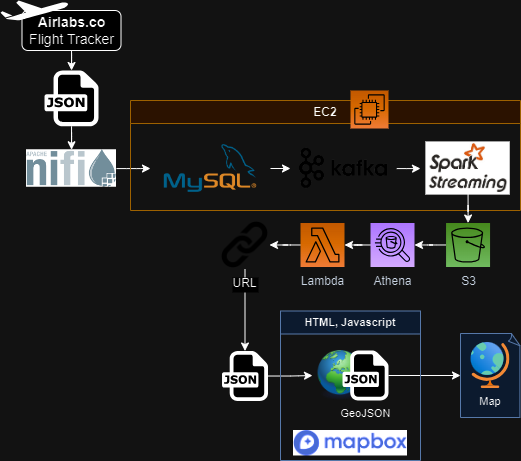 Airlabs.co
Flight Tracker
JSON
EC2
APACHE
nifi
MySQL®
kafka
Spark
Streaming
URL
Lambda
Athena
S3
HTML, Javascript
JSON
JSON
GeoJSON
Map
mapbox